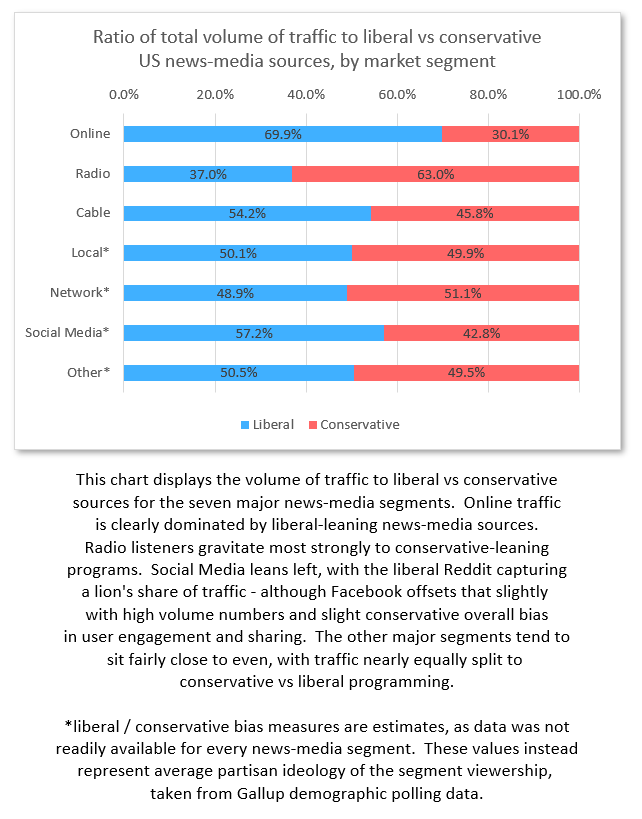 Ratio of total volume of traffic to liberal vs conservative
US news-media sources, by market segment
0.0% 20.0% 40.0% 60.0% 80.0% 100.0%
Online 69.9% 30.1%
Radio 37.0% 63.0%
Cable 54.2% 45.8%
Local* 50.1% 49.9%
Network* 48.9% 51.1%
Social Media* 57.2% 42.8%
Other* 50.5% 49.5%
Liberal Conservative
This chart displays the volume of traffic to liberal vs conservative
sources for the seven major news-media segments.  Online traffic
is clearly dominated by liberal-leaning news-media sources.
Radio listeners gravitate most strongly to conservative-leaning
programs.  Social Media leans left, with the liberal Reddit capturing
a lion's share of traffic - although Facebook offsets that slightly
with high volume numbers and slight conservative overall bias
in user engagement and sharing.  The other major segments tend to
sit fairly close to even, with traffic nearly equally split to
conservative vs liberal programming.
*liberal / conservative bias measures are estimates, as data was not
readily available for every news-media segment.  These values instead
represent average partisan ideology of the segment viewership,
taken from Gallup demographic polling data.